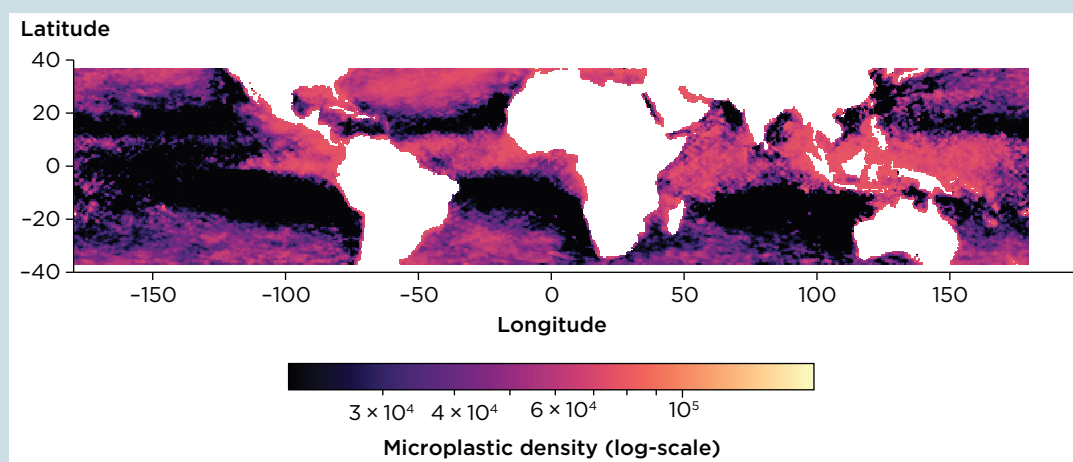 Latitude
40
20
0
–20
–40
–150 –100 –50 0 50 100 150
Longitude
3 × 10⁴ 4 × 10⁴ 6 × 10⁴ 10⁵
Microplastic density (log-scale)